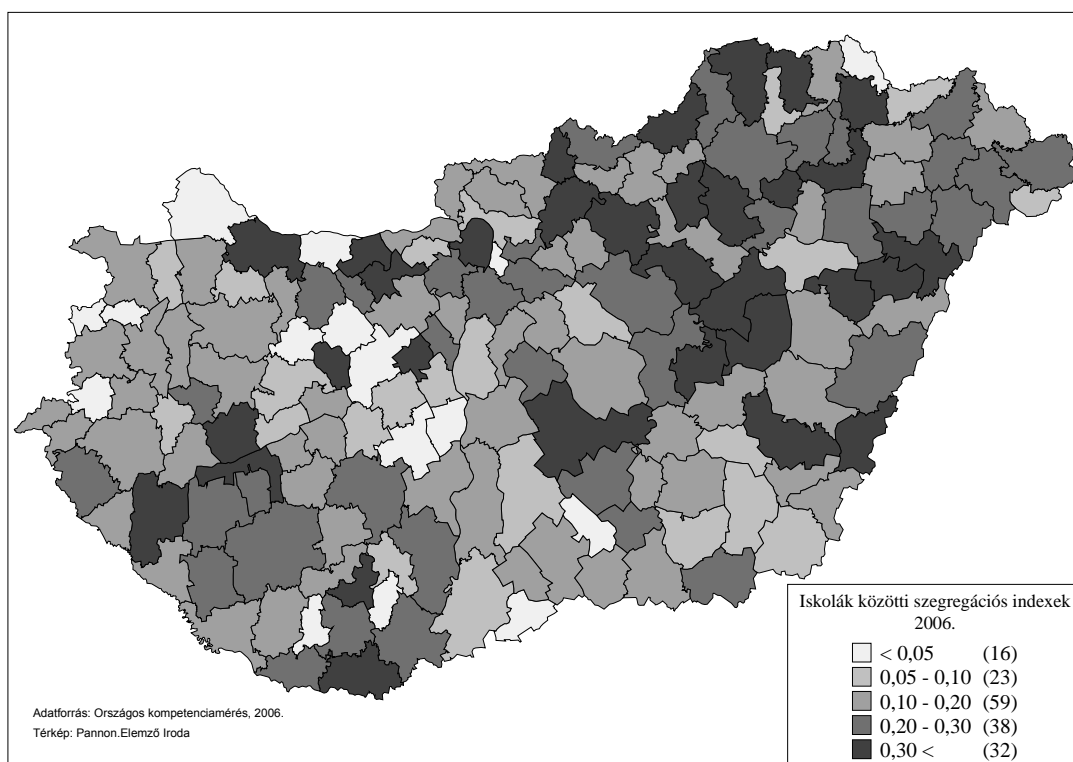 Iskolák közötti szegregációs indexek
2006.
< 0,05 (16)
0,05 - 0,10 (23)
0,10 - 0,20 (59)
0,20 - 0,30 (38)
0,30 < (32)
Adatforrás: Országos kompetenciamérés, 2006.
Térkép: Pannon.Elemző Iroda